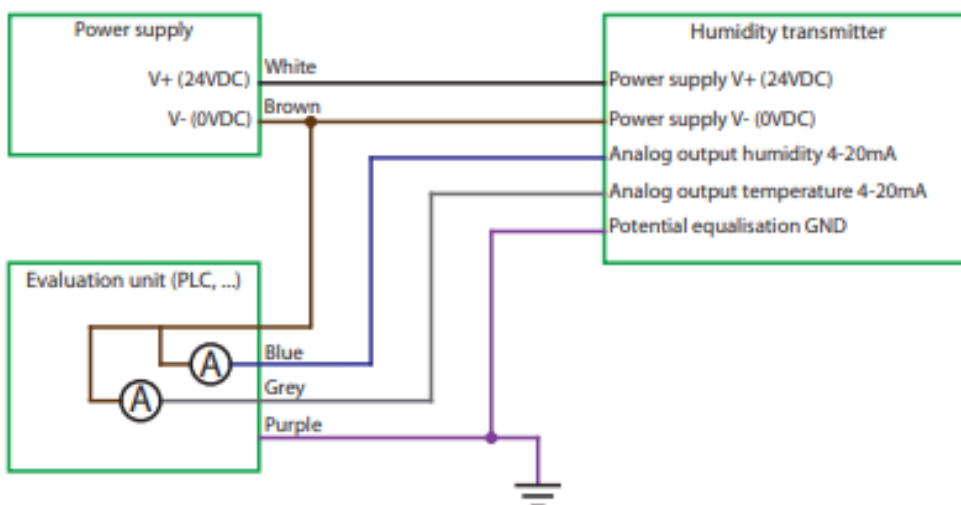 Power supply
V+ (24VDC)
V- (0VDC)
White
Brown
Humidity transmitter
Power supply V+ (24VDC)
Power supply V- (0VDC)
Analog output humidity 4-20mA
Analog output temperature 4-20mA
Potential equalisation GND
Evaluation unit (PLC, ...)
A
A
Blue
Grey
Purple